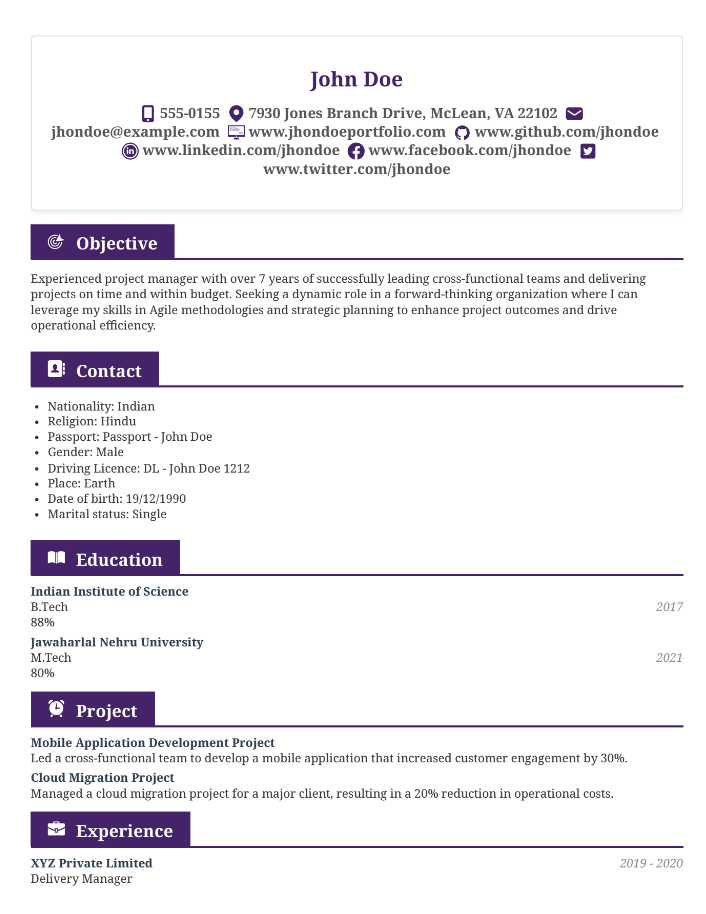 John Doe
555-0155 7930 Jones Branch Drive, McLean, VA 22102
jhondoe@example.com www.jhondoeportfolio.com www.github.com/jhondoe
www.linkedin.com/jhondoe www.facebook.com/jhondoe
www.twitter.com/jhondoe
Objective
Experienced project manager with over 7 years of successfully leading cross-functional teams and delivering
projects on time and within budget. Seeking a dynamic role in a forward-thinking organization where I can
leverage my skills in Agile methodologies and strategic planning to enhance project outcomes and drive
operational efficiency.
Contact
• Nationality: Indian
• Religion: Hindu
• Passport: Passport - John Doe
• Gender: Male
• Driving Licence: DL - John Doe 1212
• Place: Earth
• Date of birth: 19/12/1990
• Marital status: Single
Education
Indian Institute of Science
B.Tech 2017
88%
Jawaharlal Nehru University
M.Tech 2021
80%
Project
Mobile Application Development Project
Led a cross-functional team to develop a mobile application that increased customer engagement by 30%.
Cloud Migration Project
Managed a cloud migration project for a major client, resulting in a 20% reduction in operational costs.
Experience
XYZ Private Limited 2019 - 2020
Delivery Manager